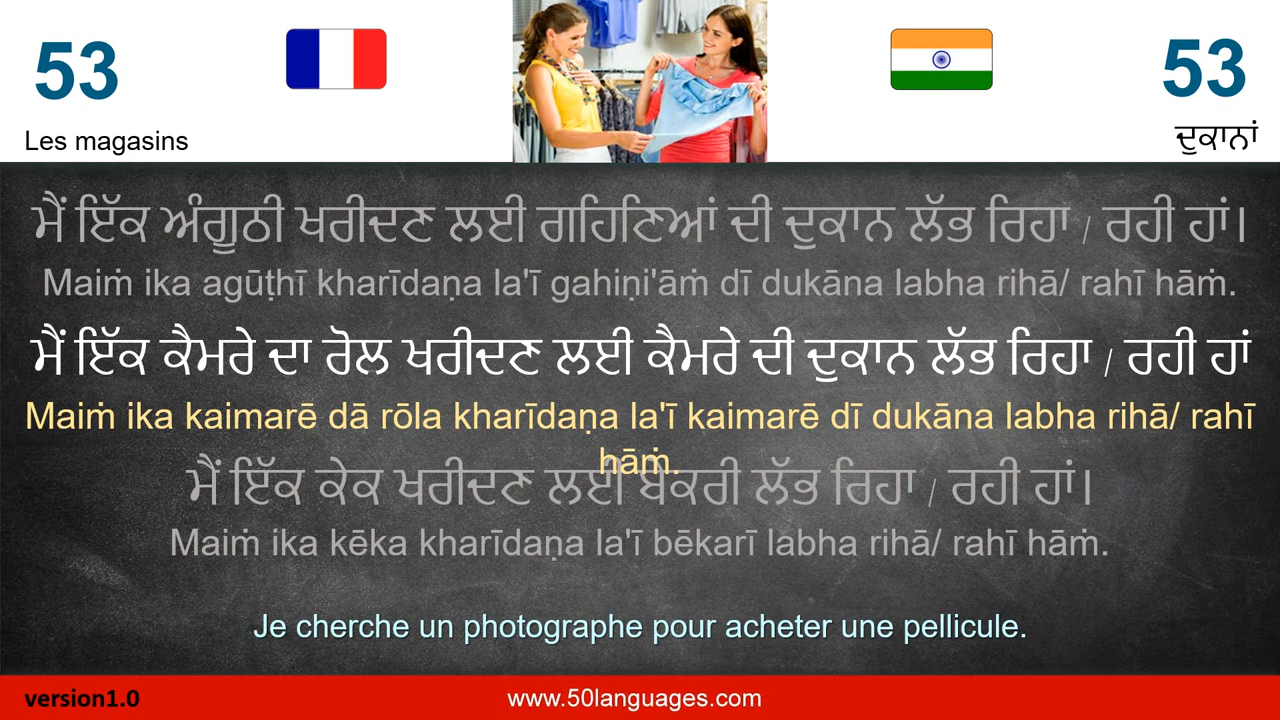 53
53
Les magasins
ਦੁਕਾਨਾਂ
ਮੈਂ ਇੱਕ ਅੰਗੂਠੀ ਖਰੀਦਣ ਲਈ ਗਹਿਣਿਆਂ ਦੀ ਦੁਕਾਨ ਲੱਭ ਰਿਹਾ / ਰਹੀ ਹਾਂ।
Maiṁ ika agūṭhī kharīdaṇa la'ī gahiṇi'āṁ dī dukāna labha rihā/ rahī hāṁ.
ਮੈਂ ਇੱਕ ਕੈਮਰੇ ਦਾ ਰੋਲ ਖਰੀਦਣ ਲਈ ਕੈਮਰੇ ਦੀ ਦੁਕਾਨ ਲੱਭ ਰਿਹਾ / ਰਹੀ ਹਾਂ
Maiṁ ika kaimarē dā rōla kharīdaṇa la'ī kaimarē dī dukāna labha rihā/ rahī
hāṁ.
ਮੈਂ ਇੱਕ ਕੇਕ ਖਰੀਦਣ ਲਈ ਬੇਕਰੀ ਲੱਭ ਰਿਹਾ / ਰਹੀ ਹਾਂ।
Maiṁ ika kēka kharīdaṇa la'ī bēkarī labha rihā/ rahī hāṁ.
Je cherche un photographe pour acheter une pellicule.
version1.0
www.50languages.com